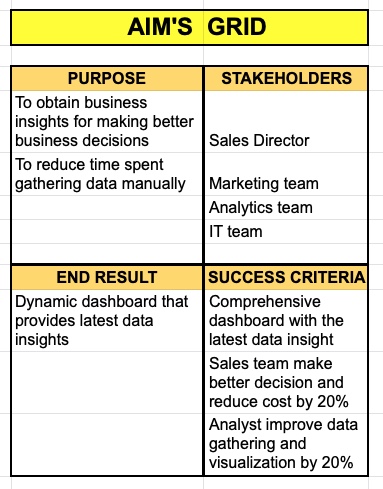 AIM'S GRID
PURPOSE
To obtain business
insights for making better
business decisions
To reduce time spent
gathering data manually
STAKEHOLDERS
Sales Director
Marketing team
Analytics team
IT team
END RESULT
Dynamic dashboard that
provides latest data
insights
SUCCESS CRITERIA
Comprehensive
dashboard with the
latest data insight
Sales team make
better decision and
reduce cost by 20%
Analyst improve data
gathering and
visualization by 20%